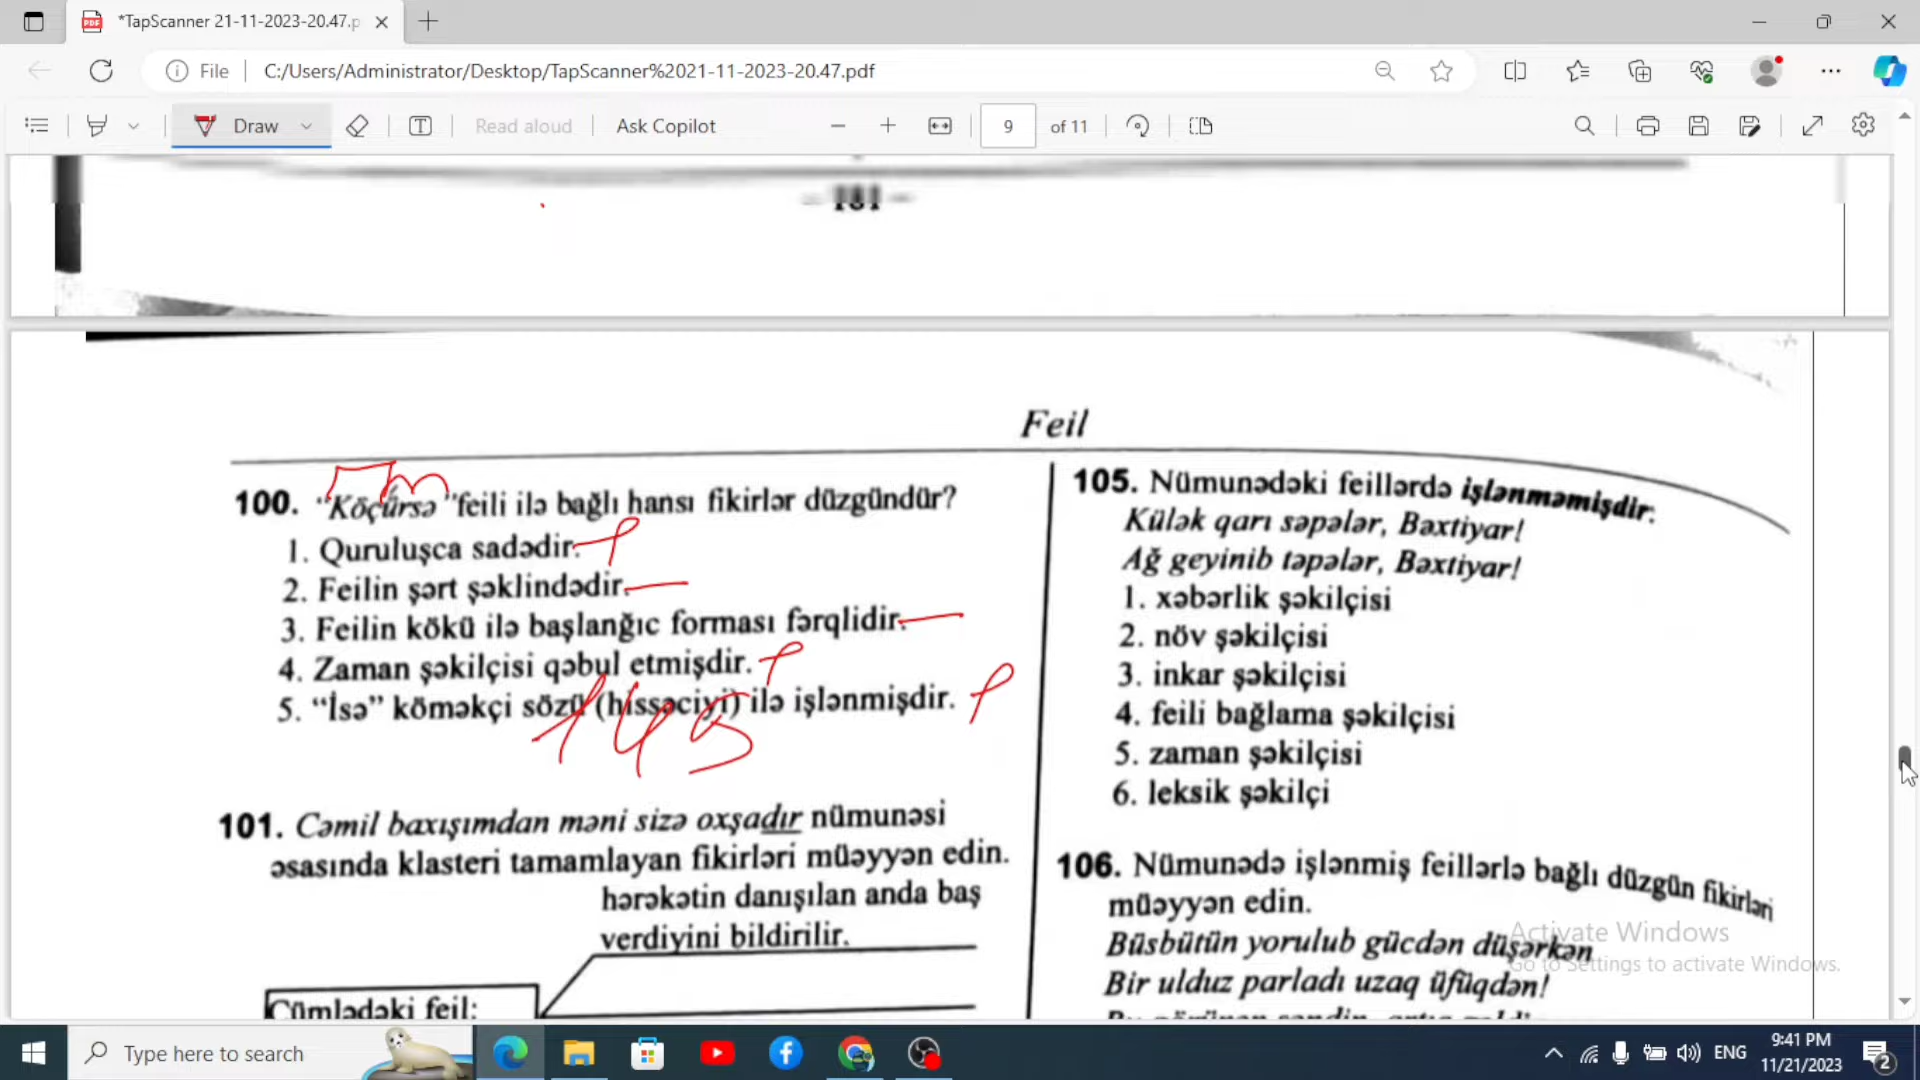 *TapScanner 21-11-2023-20.47.p
File
C:/Users/Administrator/Desktop/TapScanner%2021-11-2023-20.47.pdf
Draw
Read aloud
Ask Copilot
9
of 11
– 181 –
Feil
100. "Köçürsə" feili ilə bağlı hansı fikirlər düzgündür?
1. Quruluşca sadədir.
2. Feilin şərt şəklindədir.
3. Feilin kökü ilə başlanğıc forması fərqlidir.
4. Zaman şəkilçisi qəbul etmişdir.
5. "İsə" köməkçi sözü (hissəciyi) ilə işlənmişdir.
145
101. Cəmil baxışımdan məni sizə oxşadır nümunəsi
əsasında klasteri tamamlayan fikirləri müəyyən edin.
hərəkətin danışılan anda baş
verdiyini bildirilir.
Cümlədəki feil:
105. Nümunədəki feillərdə işlənməmişdir:
Külək qarı səpələr, Bəxtiyar!
Ağ geyinib təpələr, Bəxtiyar!
1. xəbərlik şəkilçisi
2. növ şəkilçisi
3. inkar şəkilçisi
4. feili bağlama şəkilçisi
5. zaman şəkilçisi
6. leksik şəkilçi
106. Nümunədə işlənmiş feillərlə bağlı düzgün fikirləri
müəyyən edin.
Büsbütün yorulub gücdən düşərkən
Bir ulduz parladı uzaq üfüqdən!
Activate Windows
Go to Settings to activate Windows.
Type here to search
ENG
9:41 PM
11/21/2023
2